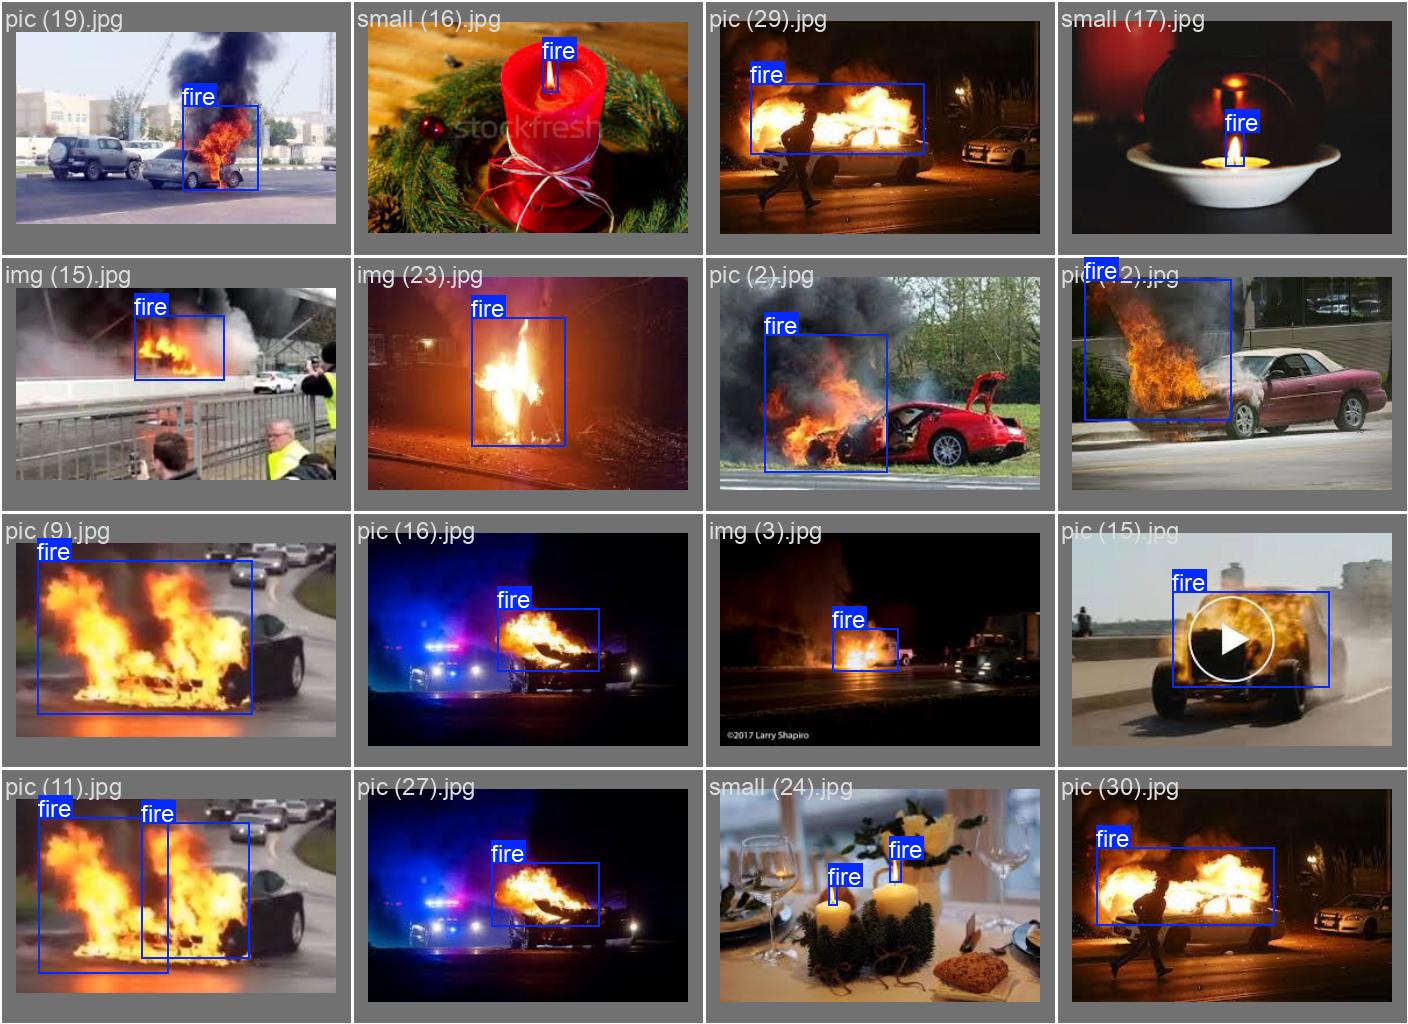 pic (19).jpg
small (16).jpg
pic (29).jpg
small (17).jpg
fire
fire
stockfresh
fire
fire
img (15).jpg
img (23).jpg
pic (2).jpg
fire
fire
fire
fire
pic (9).jpg
pic (16).jpg
img (3).jpg
pic (15).jpg
fire
fire
fire
©2017 Larry Shapiro
fire
pic (11).jpg
pic (27).jpg
small (24).jpg
pic (30).jpg
fire
fire
fire
fire
fire
fire